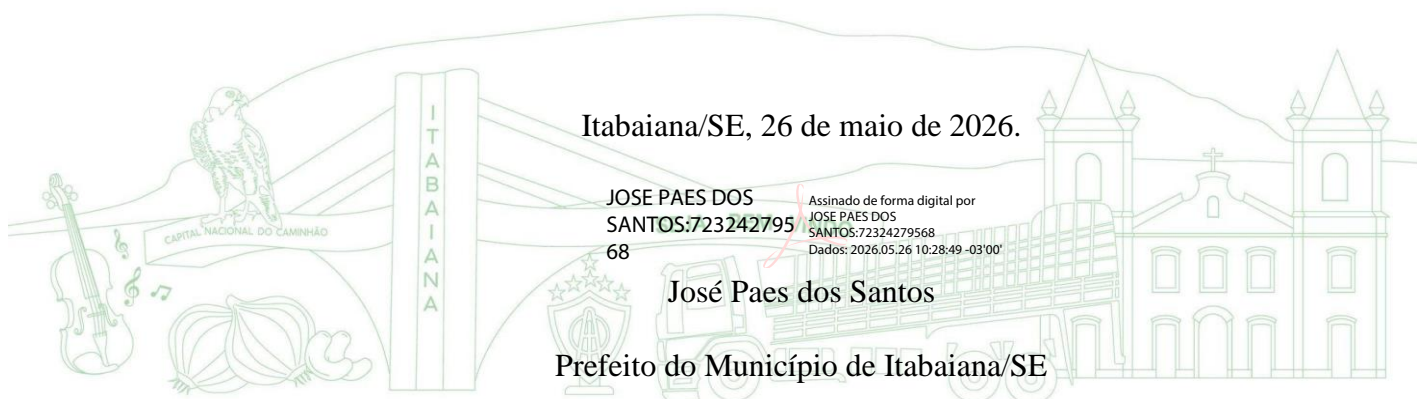 Itabaiana/SE, 26 de maio de 2026.
JOSE PAES DOS
SANTOS:723242795
68
Assinado de forma digital por
JOSE PAES DOS
SANTOS:72324279568
Dados: 2026.05.26 10:28:49 -03'00'
José Paes dos Santos
Prefeito do Município de Itabaiana/SE
ITABAIANA
CAPITAL NACIONAL DO CAMINHÃO